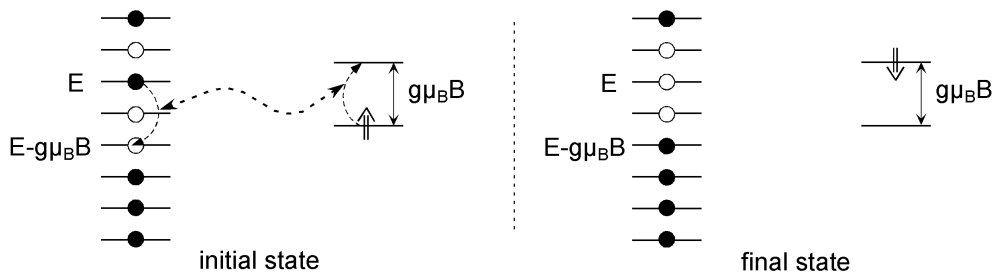 E
gμBB
E-gμBB
initial state
E
gμBB
E-gμBB
final state